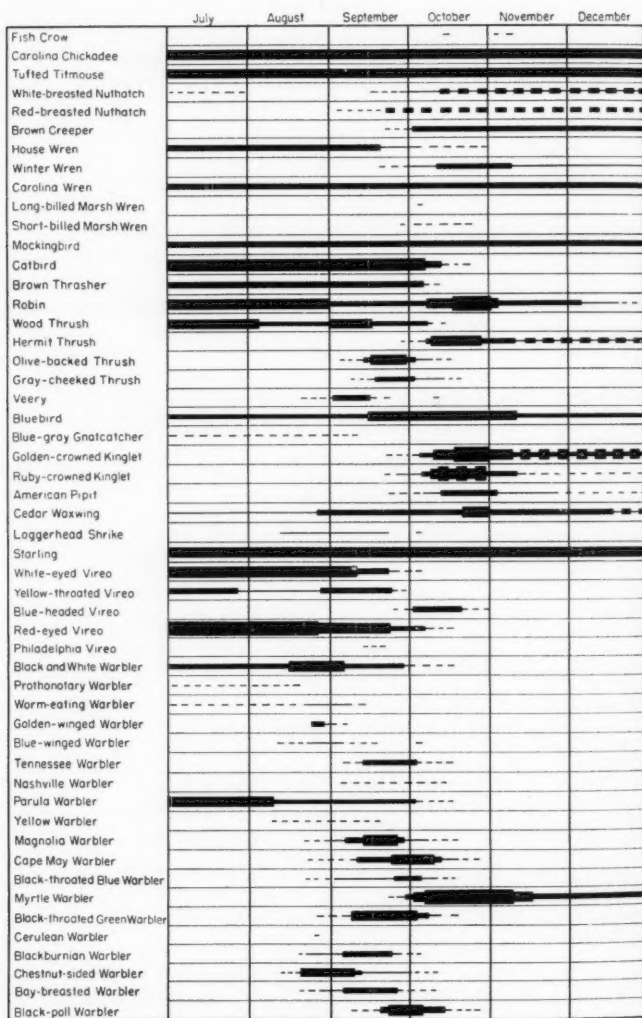 July August September October November December
Fish Crow
Carolina Chickadee
Tufted Titmouse
White-breasted Nuthatch
Red-breasted Nuthatch
Brown Creeper
House Wren
Winter Wren
Carolina Wren
Long-billed Marsh Wren
Short-billed Marsh Wren
Mockingbird
Catbird
Brown Thrasher
Robin
Wood Thrush
Hermit Thrush
Olive-backed Thrush
Gray-cheeked Thrush
Veery
Bluebird
Blue-gray Gnatcatcher
Golden-crowned Kinglet
Ruby-crowned Kinglet
American Pipit
Cedar Waxwing
Loggerhead Shrike
Starling
White-eyed Vireo
Yellow-throated Vireo
Blue-headed Vireo
Red-eyed Vireo
Philadelphia Vireo
Black and White Warbler
Prothonotary Warbler
Worm-eating Warbler
Golden-winged Warbler
Blue-winged Warbler
Tennessee Warbler
Nashville Warbler
Parula Warbler
Yellow Warbler
Magnolia Warbler
Cape May Warbler
Black-throated Blue Warbler
Myrtle Warbler
Black-throated Green Warbler
Cerulean Warbler
Blackburnian Warbler
Chestnut-sided Warbler
Bay-breasted Warbler
Black-poll Warbler